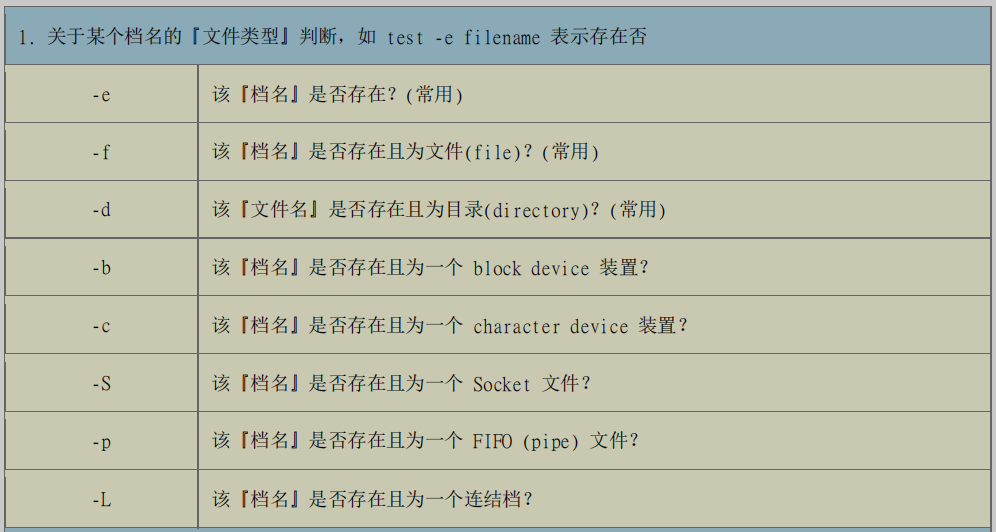 1. 关于某个档名的『文件类型』判断，如 test -e filename 表示存在否
-e 该『档名』是否存在？(常用)
-f 该『档名』是否存在且为文件(file)？(常用)
-d 该『文件名』是否存在且为目录(directory)？(常用)
-b 该『档名』是否存在且为一个 block device 装置？
-c 该『档名』是否存在且为一个 character device 装置？
-S 该『档名』是否存在且为一个 Socket 文件？
-p 该『档名』是否存在且为一个 FIFO (pipe) 文件？
-L 该『档名』是否存在且为一个连结档？